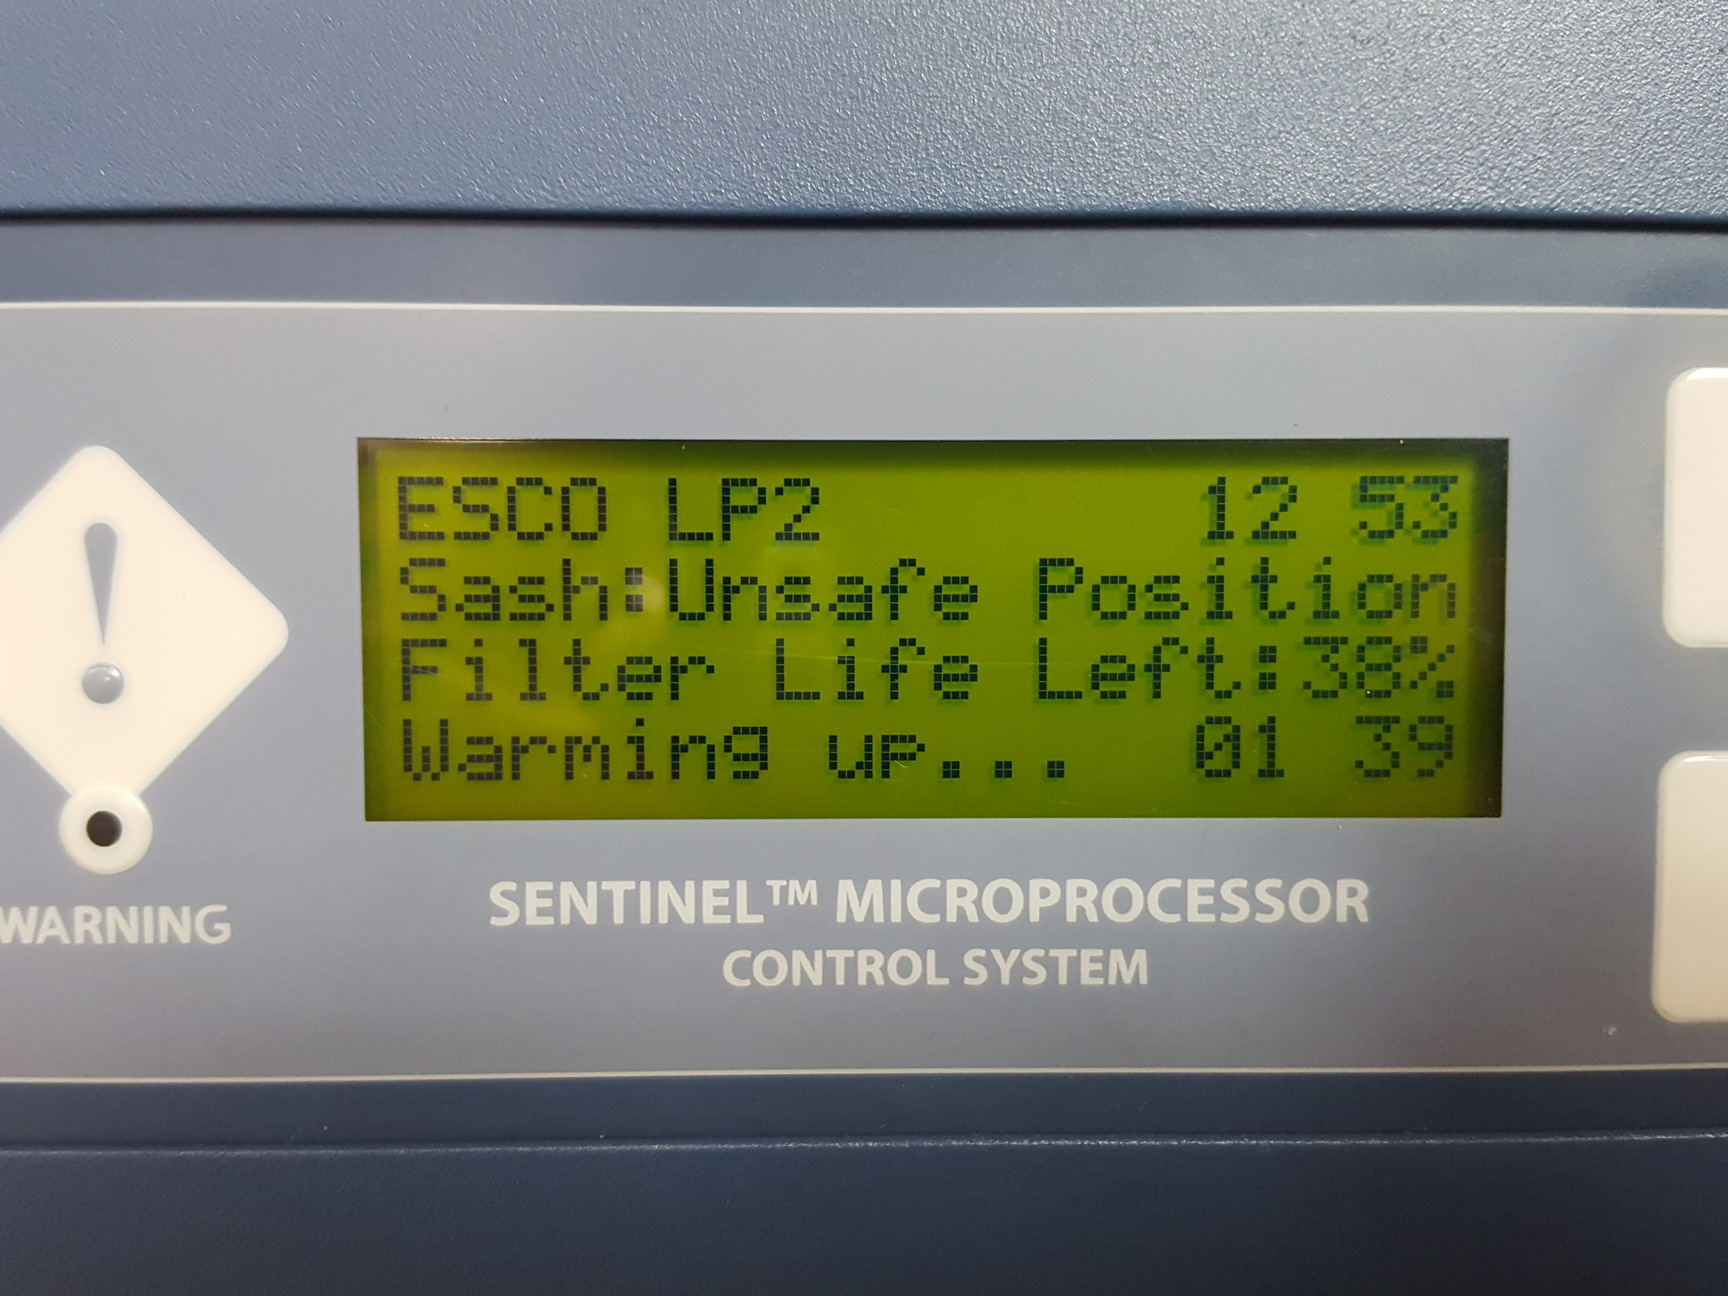 ESCO LP2 12 53
Sash:Unsafe Position
Filter Life Left:38%
Warming up... 01 39
WARNING
SENTINEL™ MICROPROCESSOR
CONTROL SYSTEM